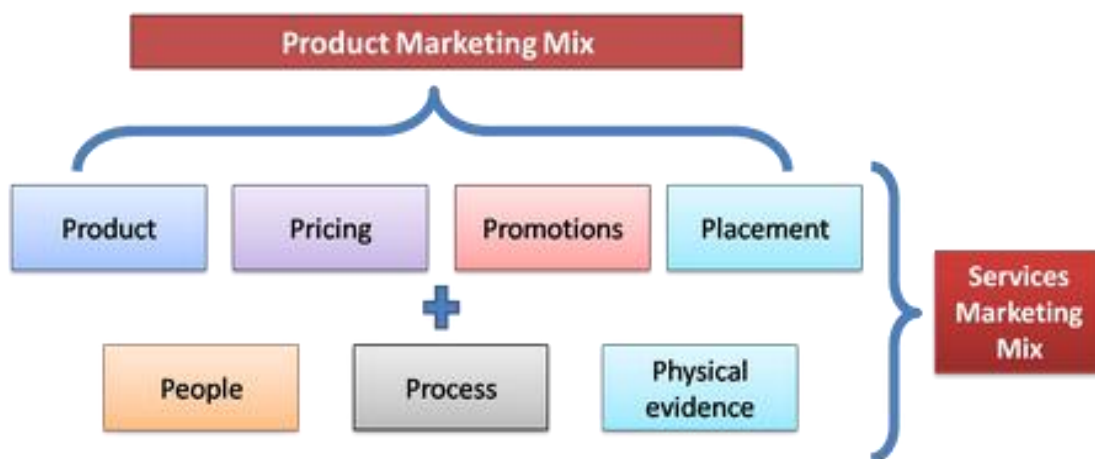 Product Marketing Mix
Product
Pricing
Promotions
Placement
Services
Marketing
Mix
People
Process
Physical
evidence